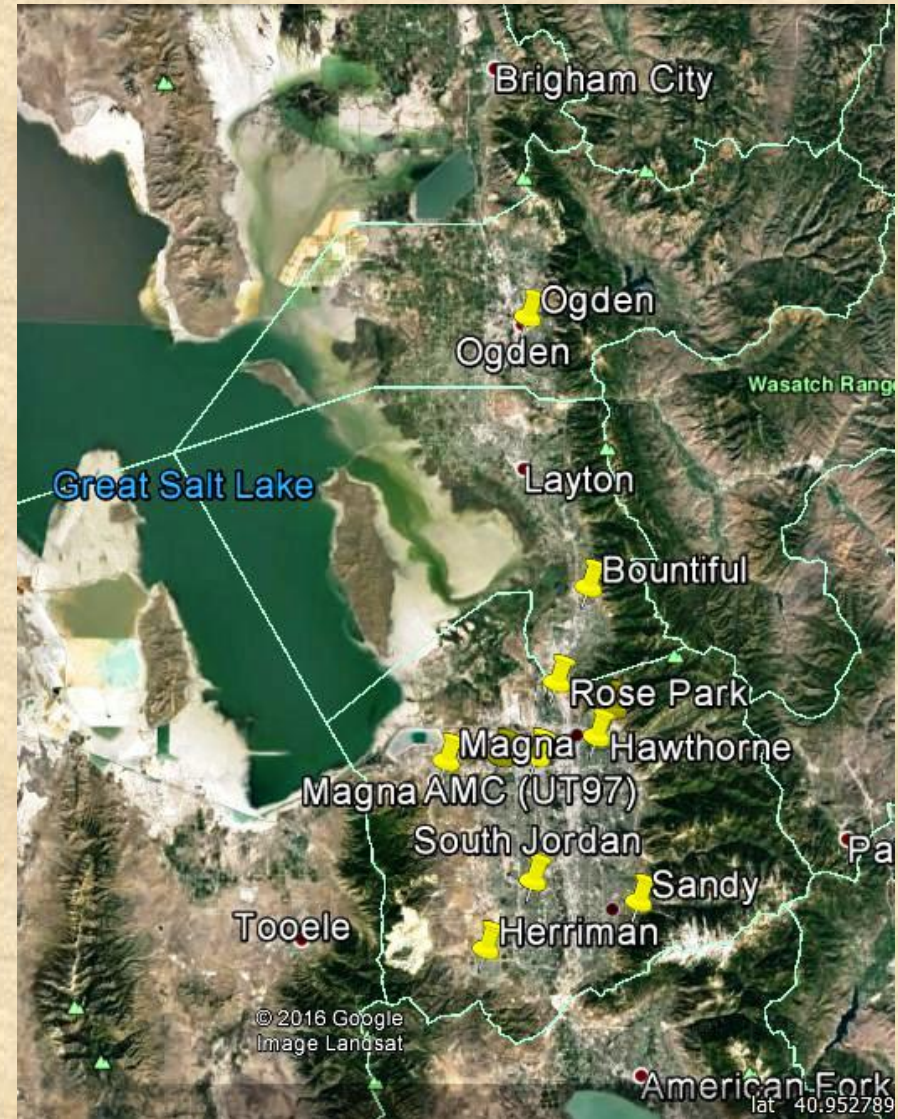 Brigham City
Ogden
Ogden
Wasatch Rang
Great Salt Lake
Layton
Bountiful
Rose Park
Magna
Hawthorne
Magna AMC (UT97)
South Jordan
Pa
Sandy
Tooele
Herriman
© 2016 Google
Image Landsat
American Fork
lat 40.952789